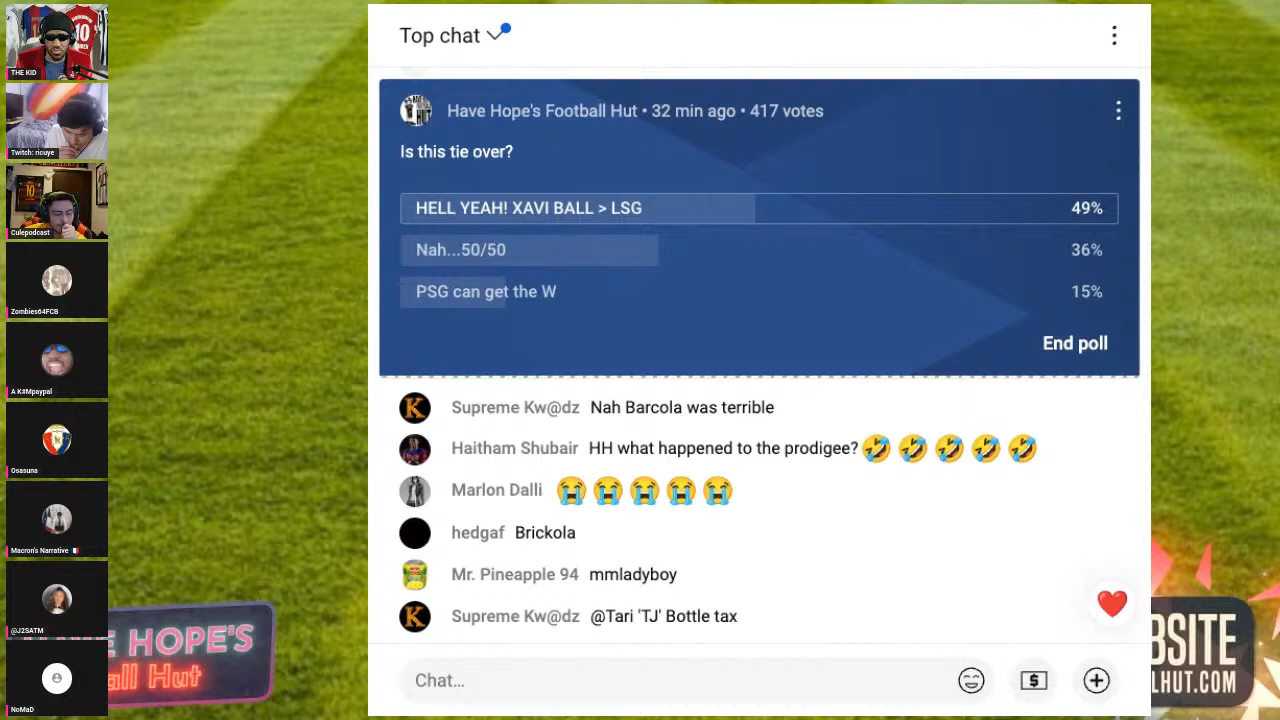 THE KID
Twitch: ricuye
Culepodcast
Zombies64FCB
A K#Mpaypal
Osasuna
Macron's Narrative 🇫🇷
@J2SATM
NoMaD
Top chat
Have Hope's Football Hut • 32 min ago • 417 votes
Is this tie over?
HELL YEAH! XAVI BALL > LSG 49%
Nah...50/50 36%
PSG can get the W 15%
End poll
Supreme Kw@dz Nah Barcola was terrible
Haitham Shubair HH what happened to the prodigee?🤣🤣🤣🤣🤣
Marlon Dalli 😭😭😭😭😭
hedgaf Brickola
Mr. Pineapple 94 mmladyboy
Supreme Kw@dz @Tari 'TJ' Bottle tax
Chat...
HOPE'S
Hut
BSITE
LHUT.COM